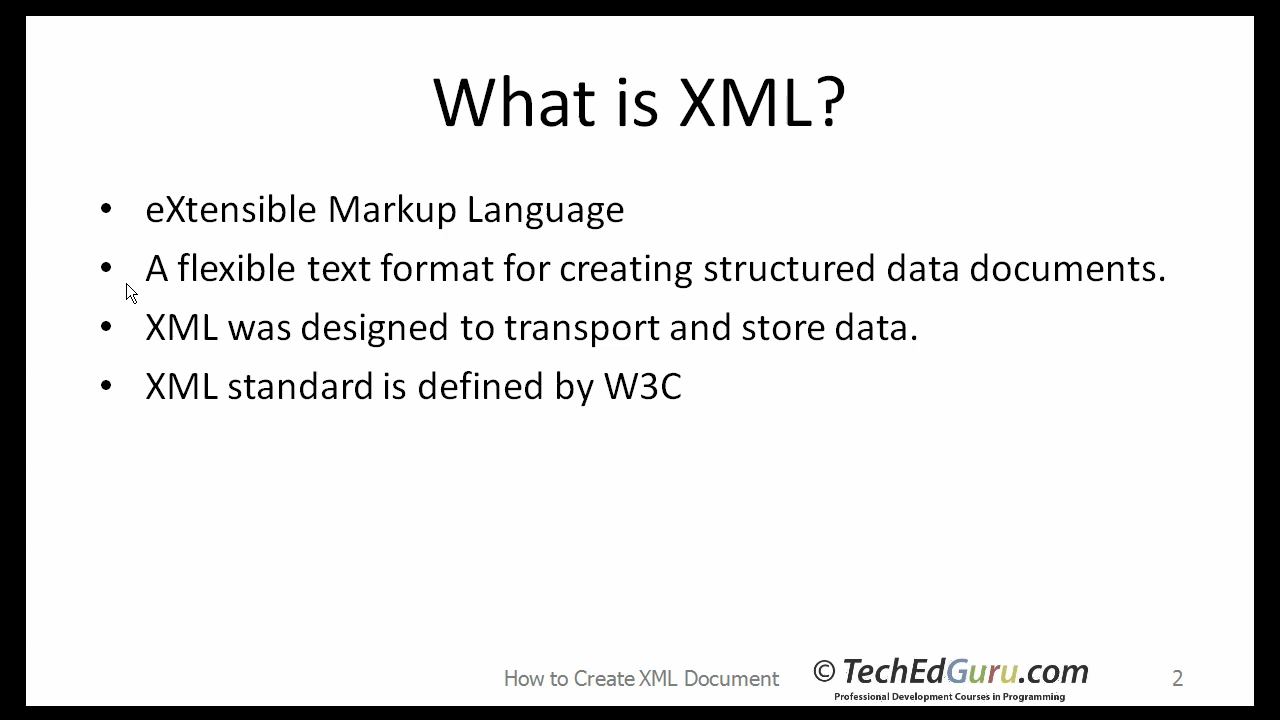 What is XML?
• eXtensible Markup Language
• A flexible text format for creating structured data documents.
• XML was designed to transport and store data.
• XML standard is defined by W3C
How to Create XML Document
© TechEdGuru.com
Professional Development Courses in Programming
2